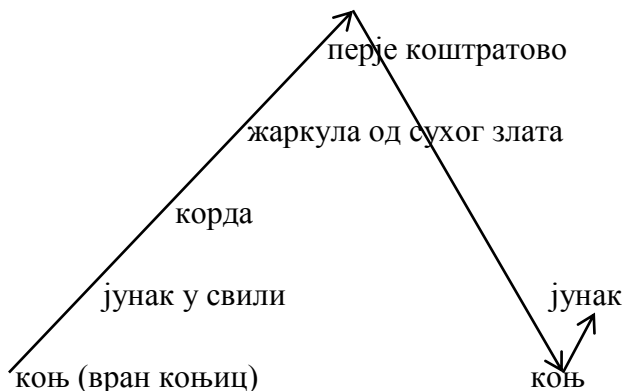 перје коштратово
жаркула од сухог злата
корда
јунак у свили
јунак
коњ (вран коњиц)
коњ